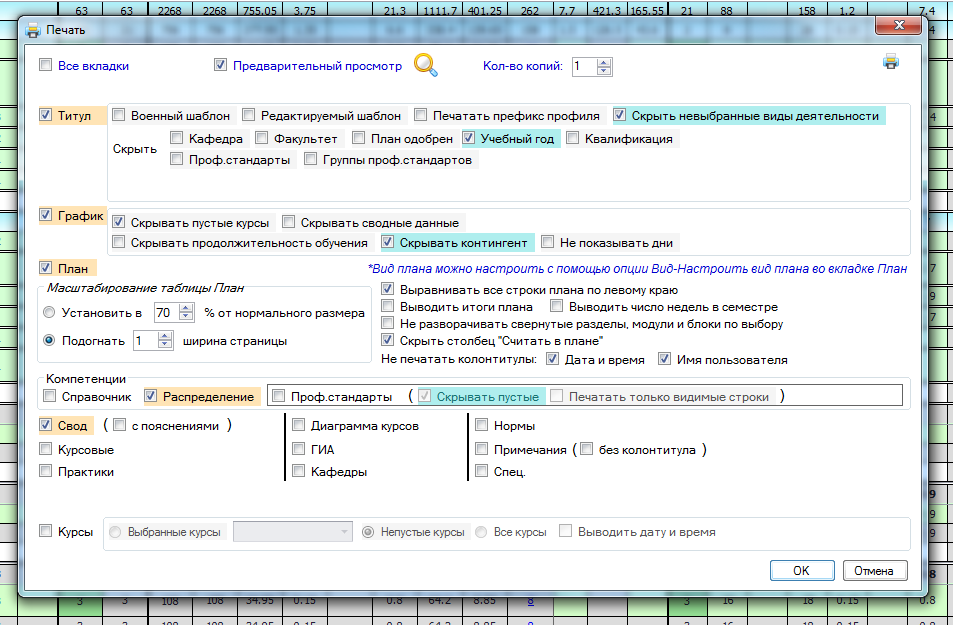 63 63 2268 2268 755.05 3.75 21.3 1111.7 401.25 262 7.7 421.3 165.55 21 88 158 1.2 7.4
Печать
Все вкладки Предварительный просмотр Кол-во копий: 1
Титул Военный шаблон Редактируемый шаблон Печатать префикс профиля Скрыть невыбранные виды деятельности
Скрыть Кафедра Факультет План одобрен Учебный год Квалификация
Проф.стандарты Группы проф.стандартов
График Скрывать пустые курсы Скрывать сводные данные
Скрывать продолжительность обучения Скрывать контингент Не показывать дни
План *Вид плана можно настроить с помощью опции Вид-Настроить вид плана во вкладке План
Масштабирование таблицы План Выравнивать все строки плана по левому краю
Установить в 70 % от нормального размера Выводить итоги плана Выводить число недель в семестре
Не разворачивать свернутые разделы, модули и блоки по выбору
Подогнать 1 ширина страницы Скрыть столбец "Считать в плане"
Не печатать колонтитулы: Дата и время Имя пользователя
Компетенции
Справочник Распределение Проф.стандарты ( Скрывать пустые Печатать только видимые строки )
Свод ( с пояснениями ) Диаграмма курсов Нормы
Курсовые ГИА Примечания ( без колонтитула )
Практики Кафедры Спец.
Курсы Выбранные курсы Непустые курсы Все курсы Выводить дату и время
OK Отмена
3 3 108 108 34.95 0.15 0.8 64.2 8.85 8 3 16 18 0.15 0.8